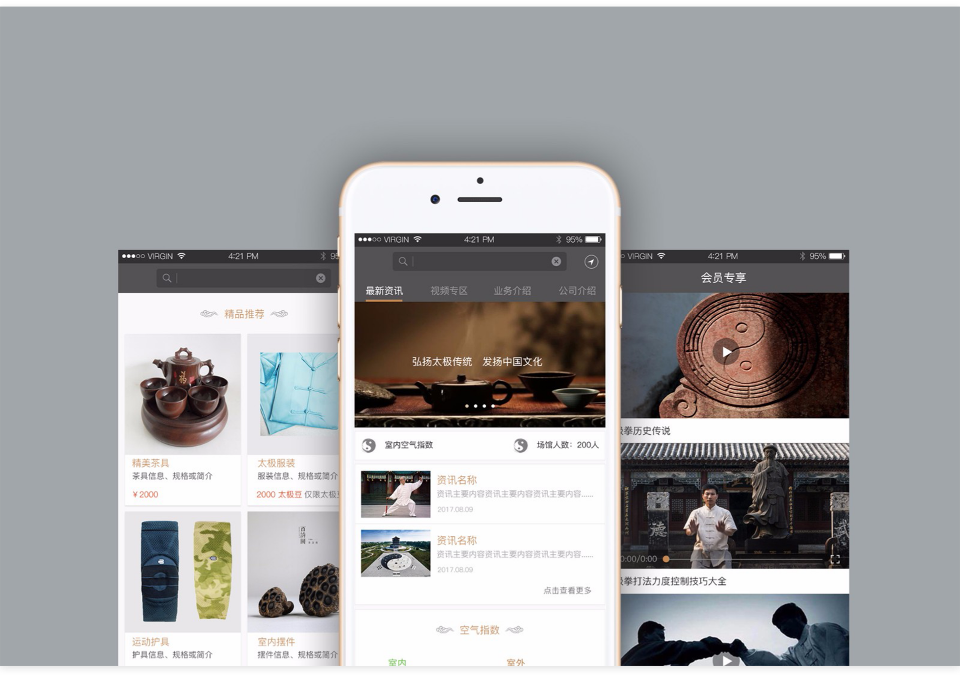 VIRGIN 4:21 PM 95%
最新资讯 视频专区 业务介绍 公司介绍
弘扬太极传统 发扬中国文化
室内空气指数 场馆人数：200人
资讯名称
资讯主要内容资讯主要内容资讯主要内容......
2017.08.09
资讯名称
资讯主要内容资讯主要内容资讯主要内容......
2017.08.09
点击查看更多
空气指数
室内 室外
VIRGIN 4:21 PM 95
精品推荐
精美茶具
茶具信息、规格或简介
¥2000
太极服装
服装信息、规格或简介
2000 太极豆 仅限太极
运动护具
护具信息、规格或简介
室内摆件
摆件信息、规格或简介
VIRGIN 4:21 PM 95%
会员专享
拳历史传说
德
武
0:00/0:00
拳打法力度控制技巧大全